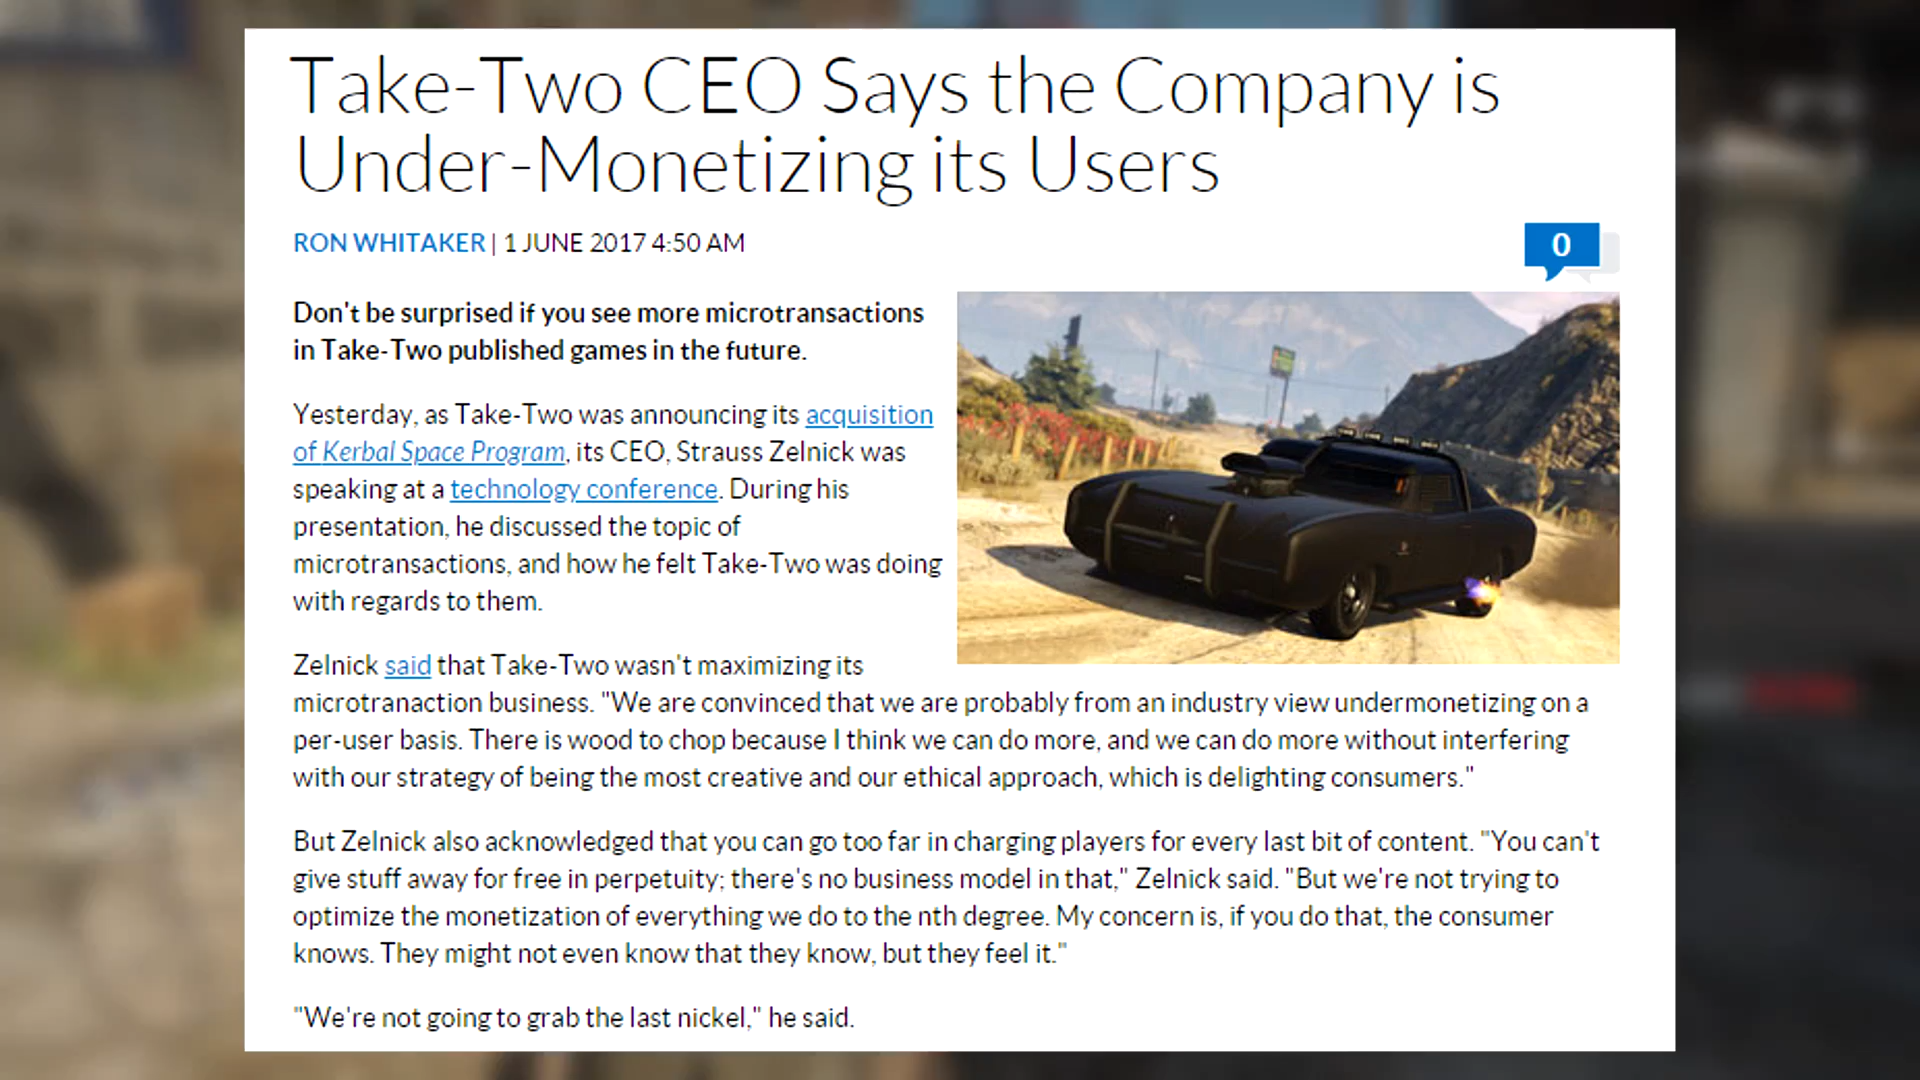 Take-Two CEO Says the Company is
Under-Monetizing its Users
RON WHITAKER | 1 JUNE 2017 4:50 AM
0
Don't be surprised if you see more microtransactions
in Take-Two published games in the future.
Yesterday, as Take-Two was announcing its acquisition
of Kerbal Space Program, its CEO, Strauss Zelnick was
speaking at a technology conference. During his
presentation, he discussed the topic of
microtransactions, and how he felt Take-Two was doing
with regards to them.
Zelnick said that Take-Two wasn't maximizing its
microtranaction business. "We are convinced that we are probably from an industry view undermonetizing on a
per-user basis. There is wood to chop because I think we can do more, and we can do more without interfering
with our strategy of being the most creative and our ethical approach, which is delighting consumers."
But Zelnick also acknowledged that you can go too far in charging players for every last bit of content. "You can't
give stuff away for free in perpetuity; there's no business model in that," Zelnick said. "But we're not trying to
optimize the monetization of everything we do to the nth degree. My concern is, if you do that, the consumer
knows. They might not even know that they know, but they feel it."
"We're not going to grab the last nickel," he said.